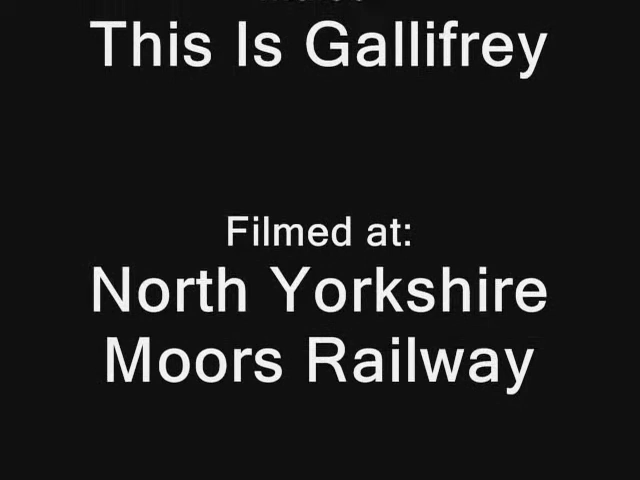 This Is Gallifrey
Filmed at:
North Yorkshire
Moors Railway